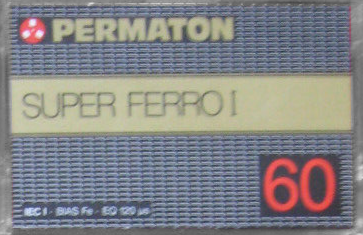 PERMATON
SUPER FERRO I
60
IEC I · BIAS Fe · EQ 120 µs